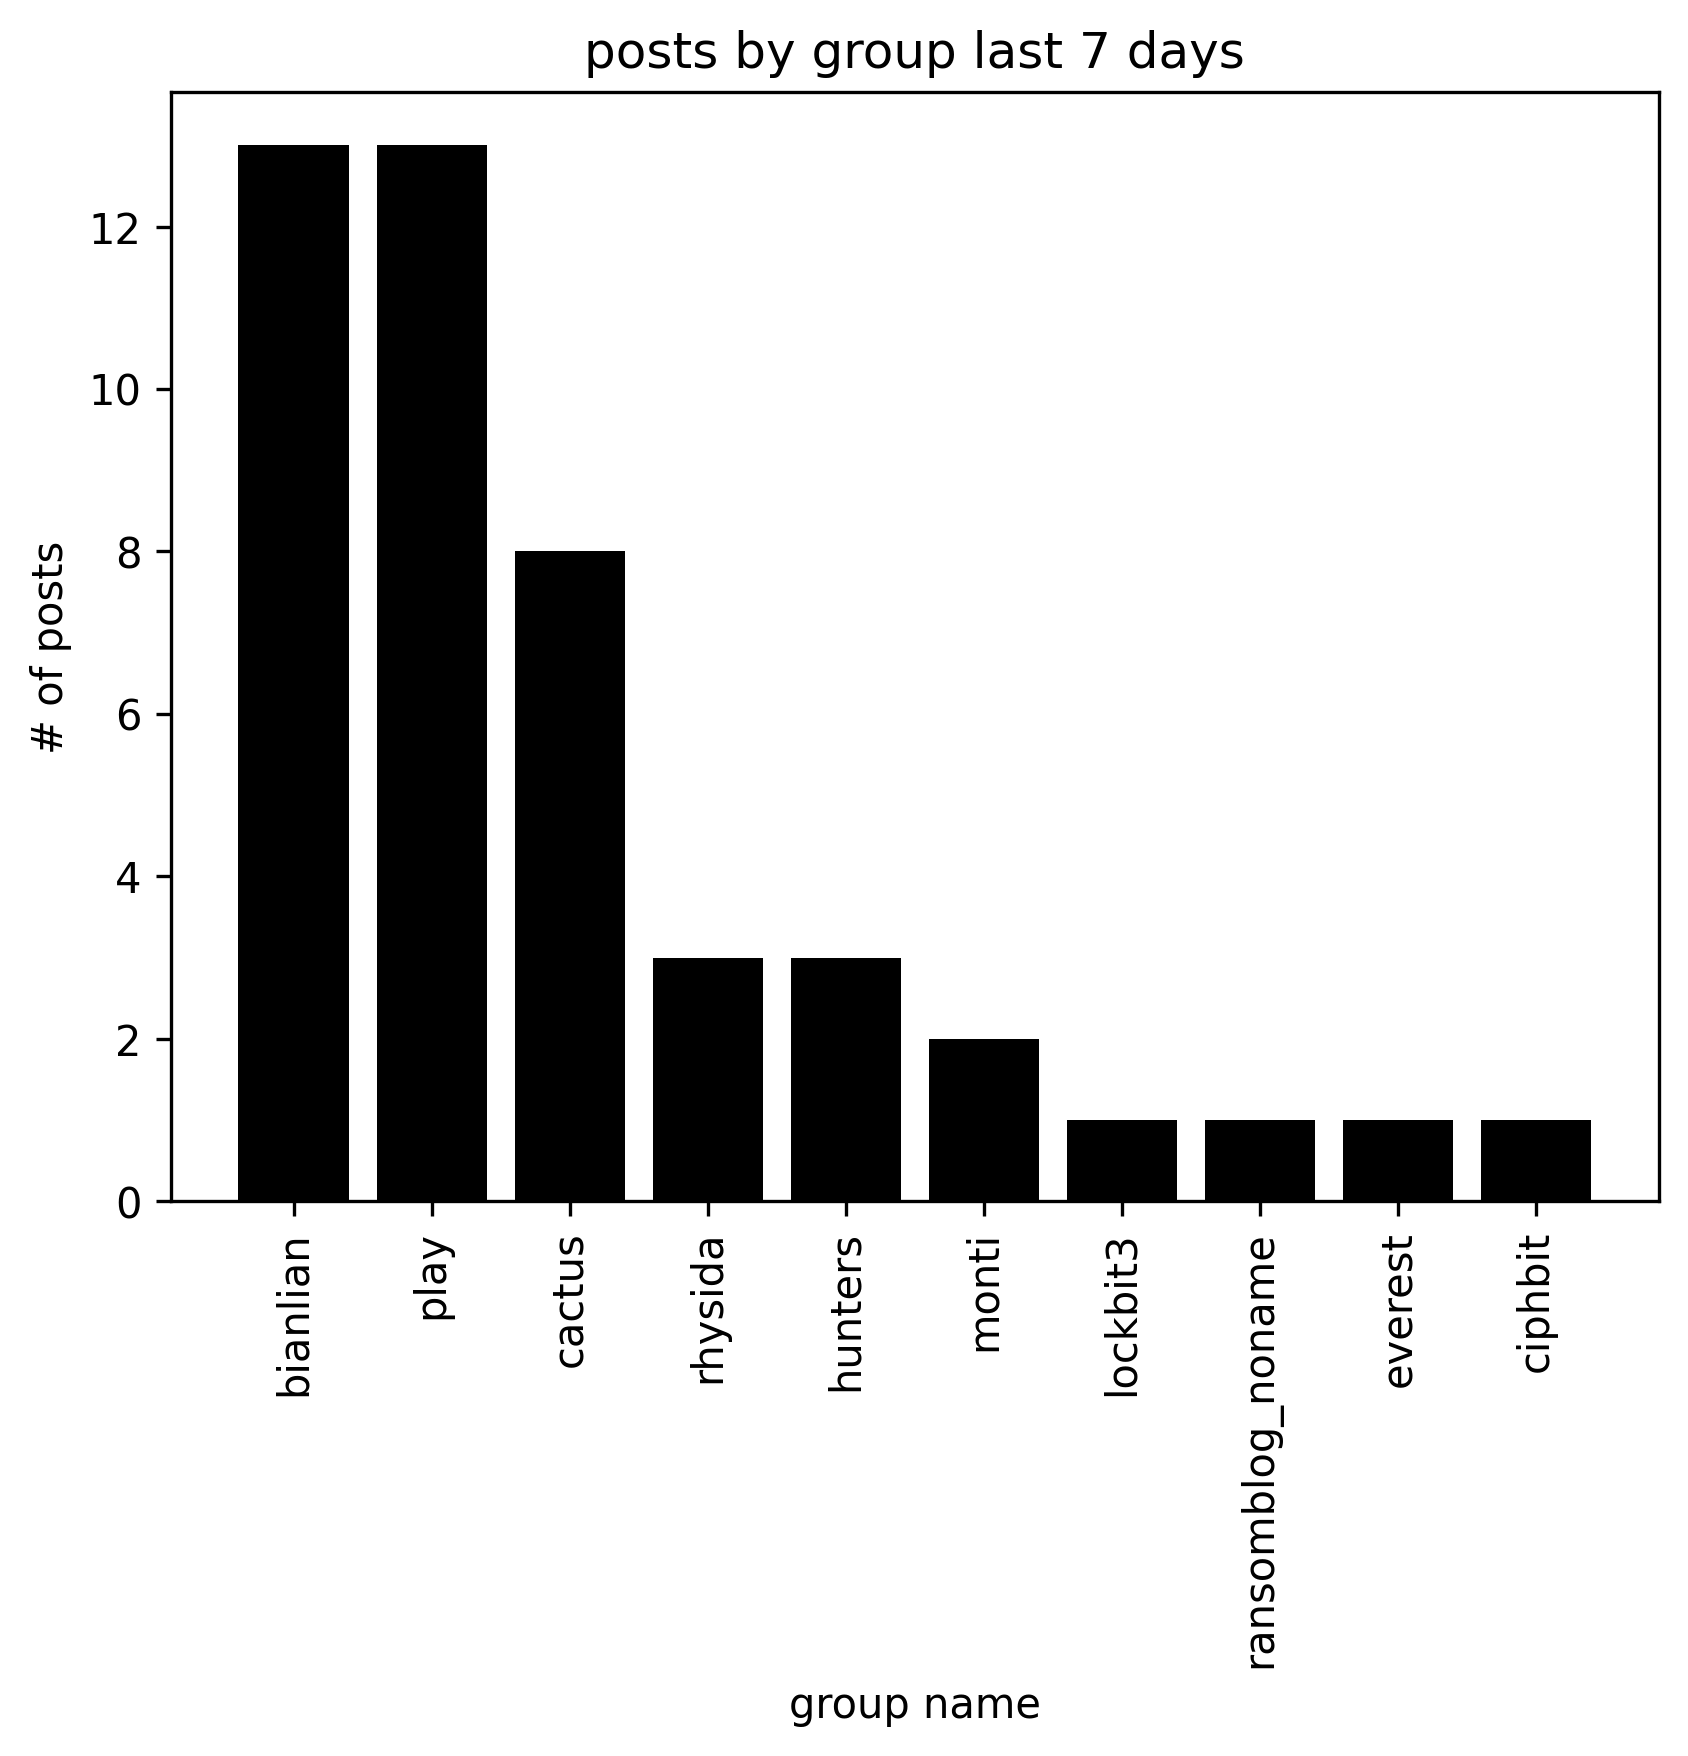 posts by group last 7 days
# of posts
12
10
8
6
4
2
0
bianlian
play
cactus
rhysida
hunters
monti
lockbit3
ransomblog_noname
everest
ciphbit
group name